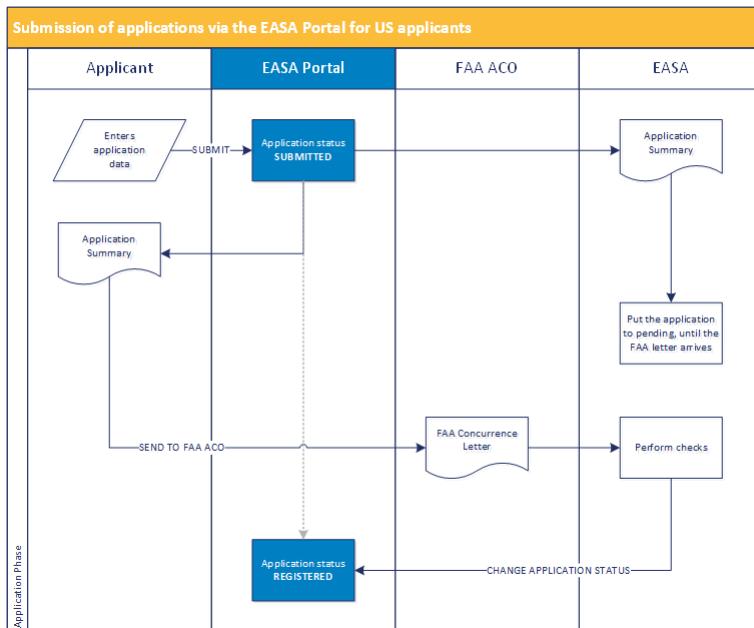 Submission of applications via the EASA Portal for US applicants
Applicant
EASA Portal
FAA ACO
EASA
Enters
application
data
SUBMIT
Application status
SUBMITTED
Application
Summary
Application
Summary
Put the application
to pending, until the
FAA letter arrives
SEND TO FAA ACO
FAA Concurrence
Letter
Perform checks
Application status
REGISTERED
CHANGE APPLICATION STATUS
Application Phase